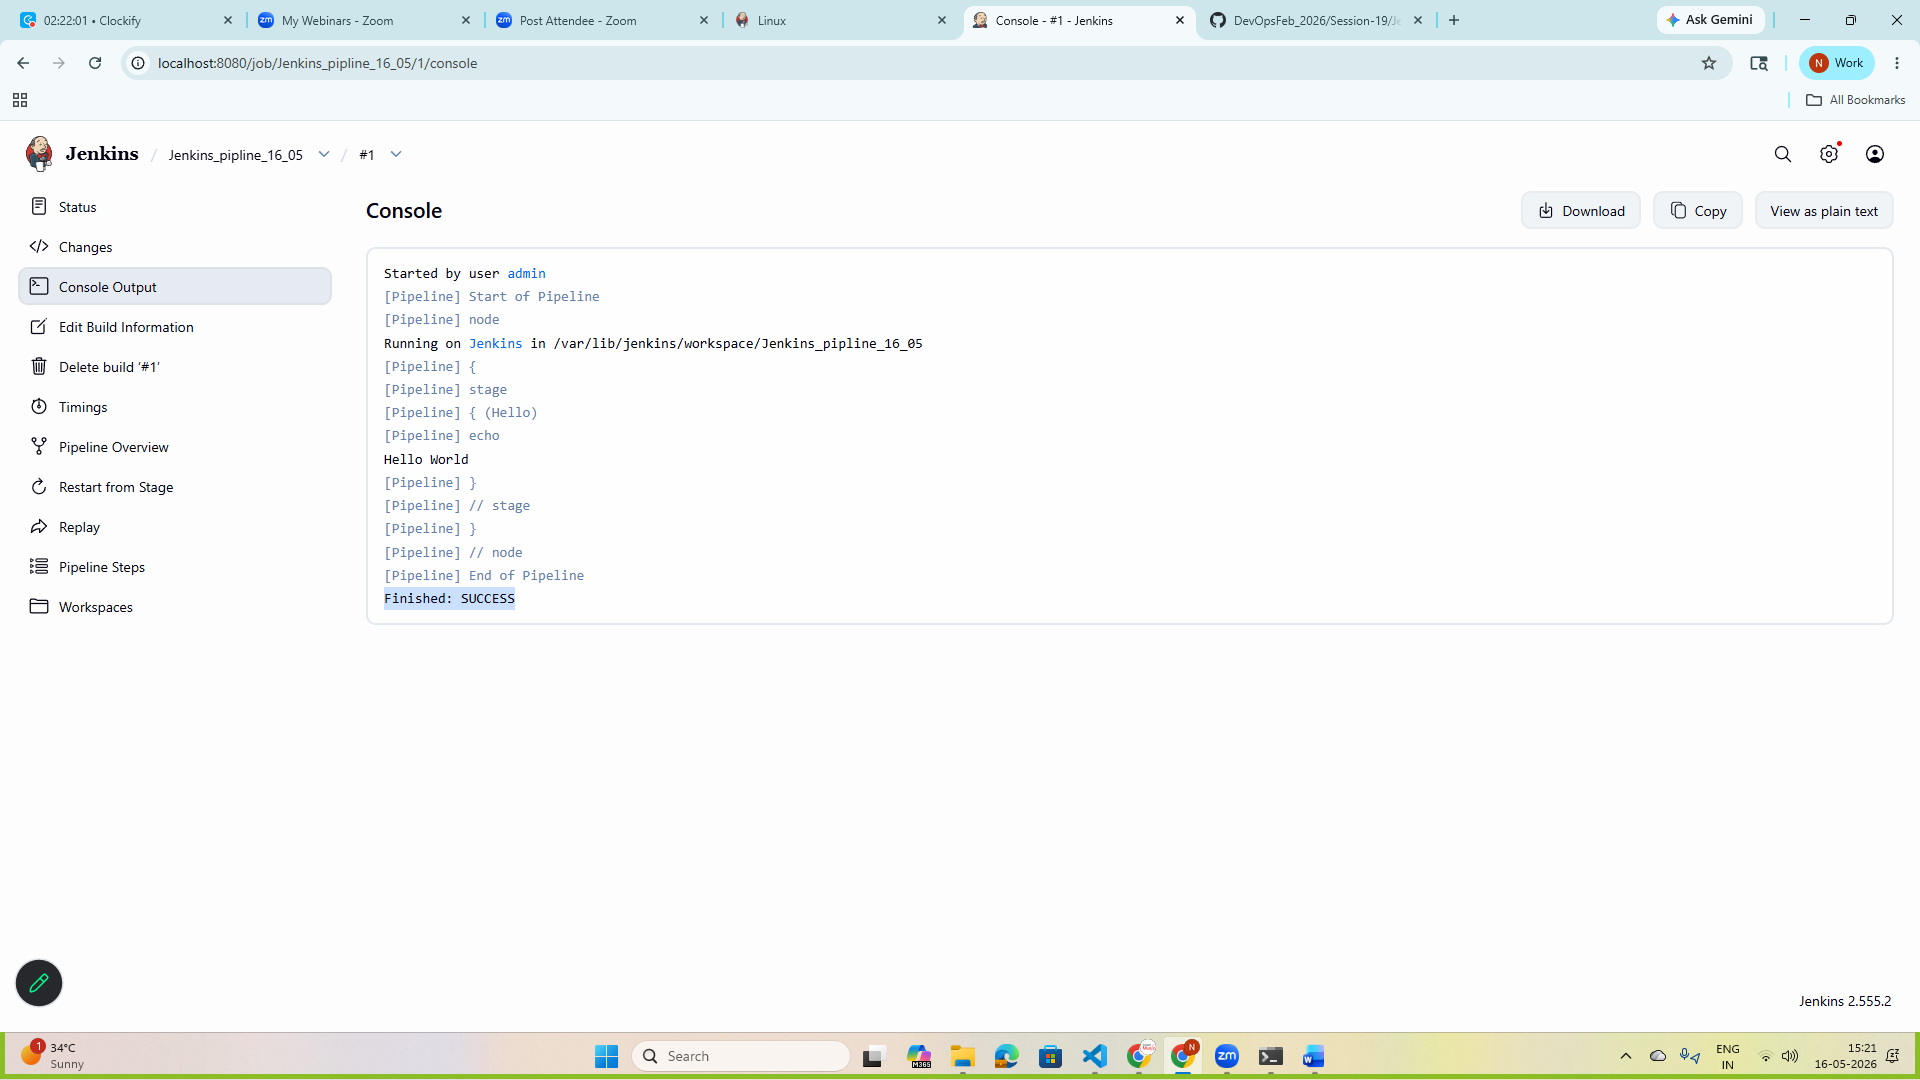 02:22:01 • Clockify
My Webinars - Zoom
Post Attendee - Zoom
Linux
Console - #1 - Jenkins
DevOpsFeb_2026/Session-19/Je
Ask Gemini
localhost:8080/job/Jenkins_pipline_16_05/1/console
N Work
All Bookmarks
Jenkins / Jenkins_pipline_16_05 / #1
Status
Changes
Console Output
Edit Build Information
Delete build ‘#1’
Timings
Pipeline Overview
Restart from Stage
Replay
Pipeline Steps
Workspaces
Console
Download
Copy
View as plain text
Started by user admin
[Pipeline] Start of Pipeline
[Pipeline] node
Running on Jenkins in /var/lib/jenkins/workspace/Jenkins_pipline_16_05
[Pipeline] {
[Pipeline] stage
[Pipeline] { (Hello)
[Pipeline] echo
Hello World
[Pipeline] }
[Pipeline] // stage
[Pipeline] }
[Pipeline] // node
[Pipeline] End of Pipeline
Finished: SUCCESS
Jenkins 2.555.2
1
34°C
Sunny
Search
M365
N
zm
ENG
IN
15:21
16-05-2026